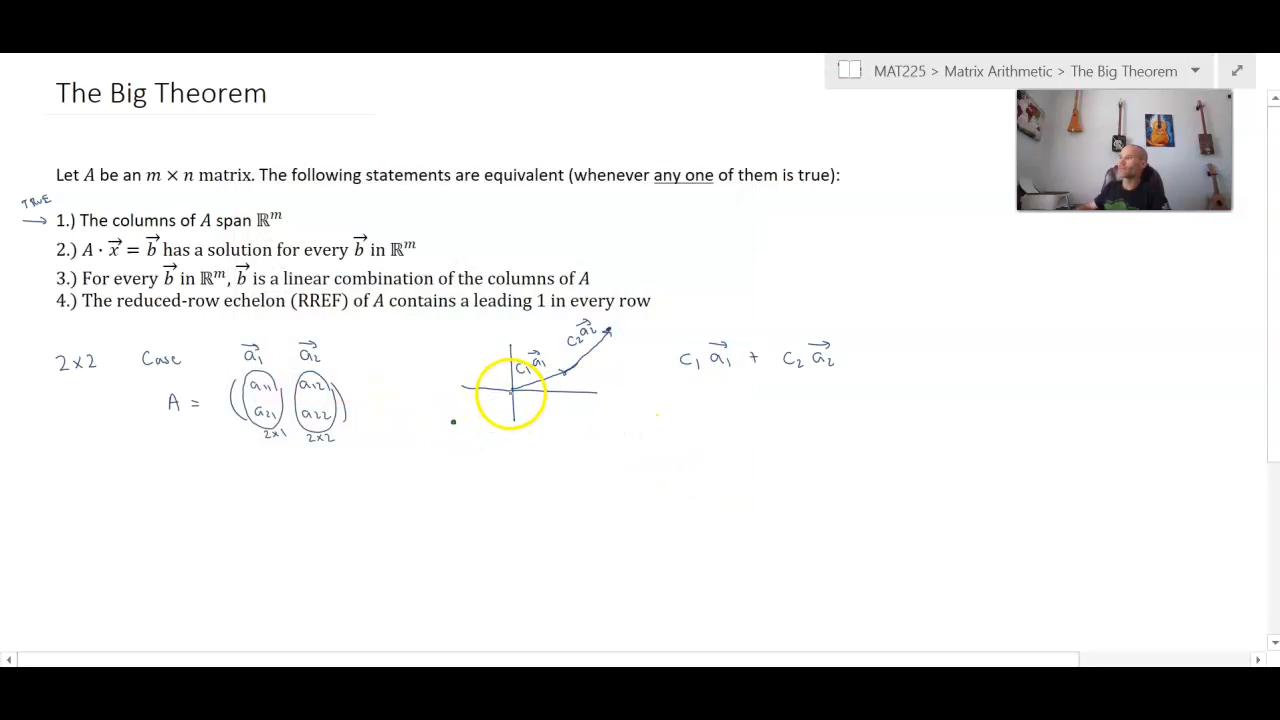 The Big Theorem
MAT225 > Matrix Arithmetic > The Big Theorem
Let A be an m × n matrix. The following statements are equivalent (whenever any one of them is true):
TRUE
→ 1.) The columns of A span ℝ^m
2.) A · x⃗ = b⃗ has a solution for every b⃗ in ℝ^m
3.) For every b⃗ in ℝ^m, b⃗ is a linear combination of the columns of A
4.) The reduced-row echelon (RREF) of A contains a leading 1 in every row
2×2 Case
a⃗1 a⃗2
A = (a11 a12
a21 a22)
2×1 2×2
c1 a⃗1
c2 a⃗2
c1 a⃗1 + c2 a⃗2